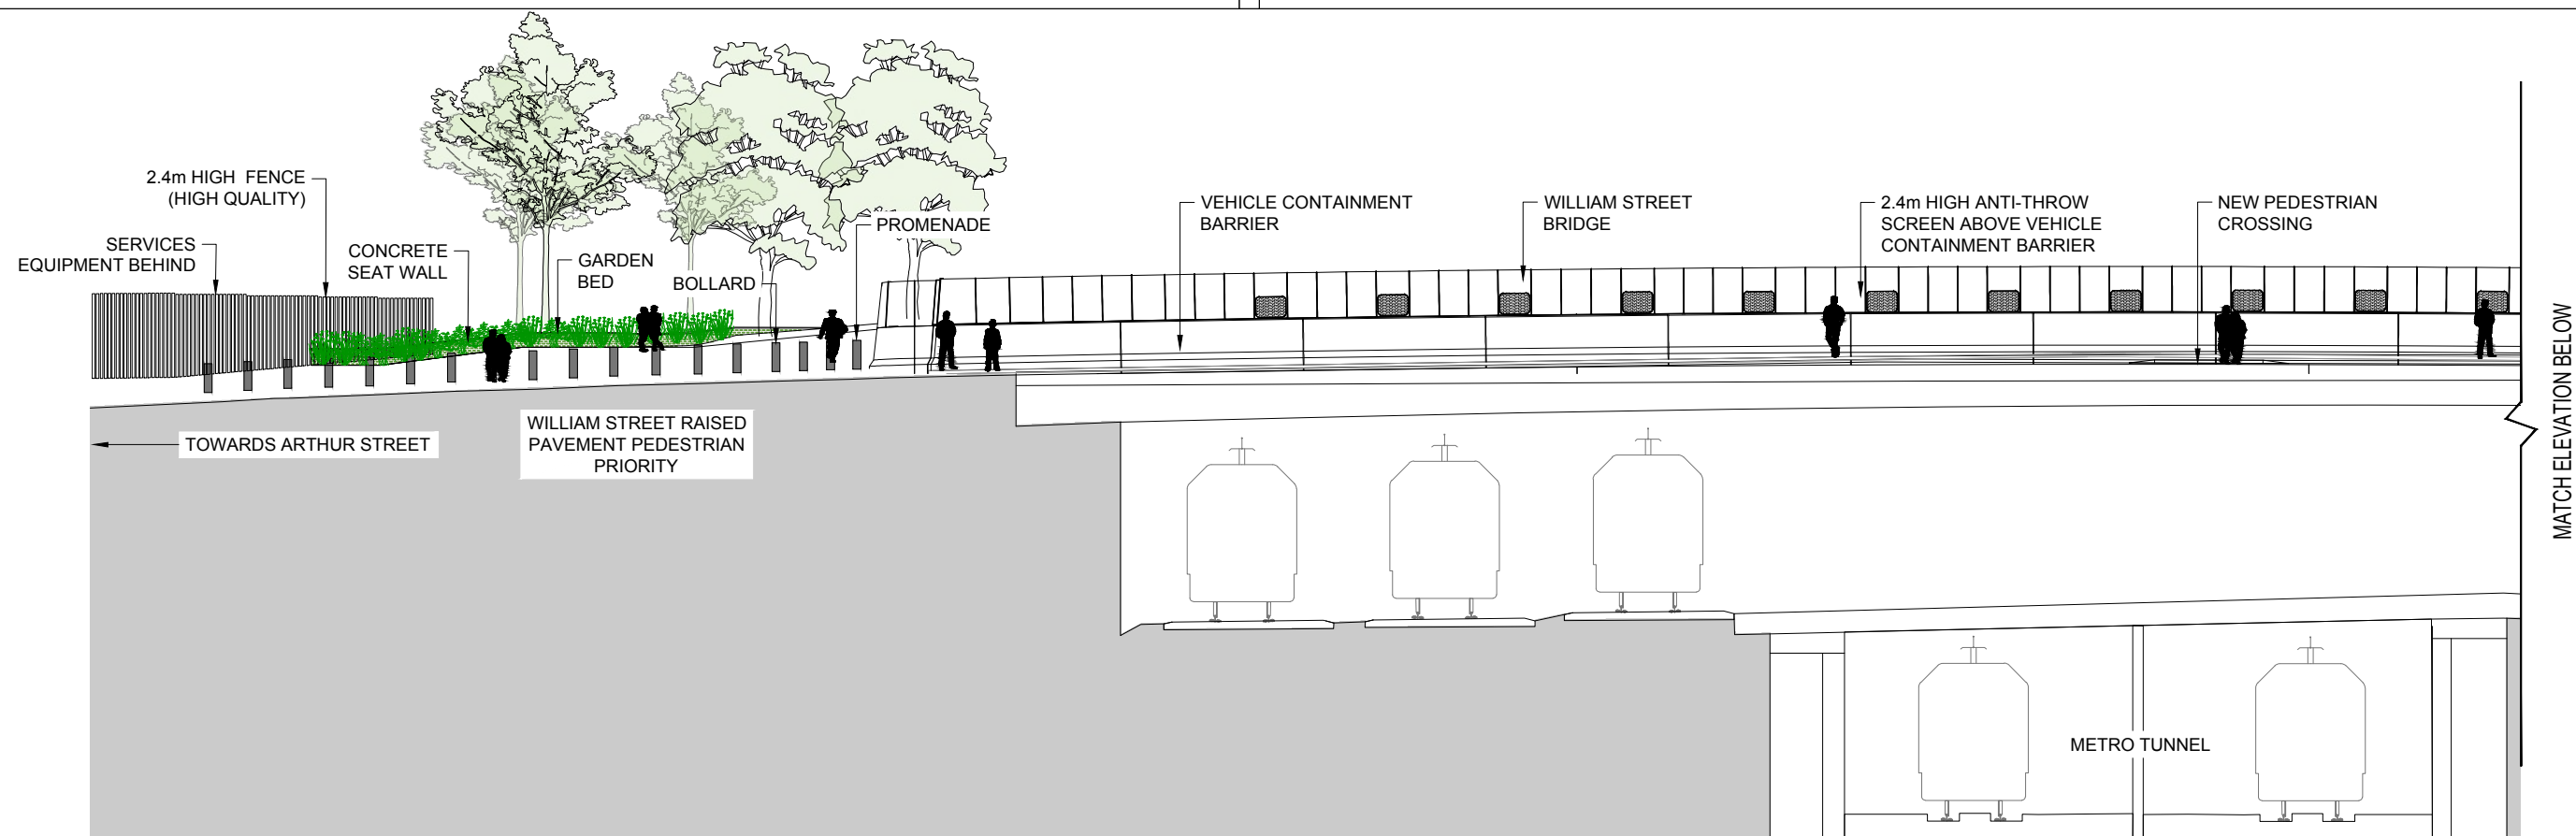 2.4m HIGH FENCE
(HIGH QUALITY)
SERVICES
EQUIPMENT BEHIND
CONCRETE
SEAT WALL
GARDEN
BED
BOLLARD
PROMENADE
VEHICLE CONTAINMENT
BARRIER
WILLIAM STREET
BRIDGE
2.4m HIGH ANTI-THROW
SCREEN ABOVE VEHICLE
CONTAINMENT BARRIER
NEW PEDESTRIAN
CROSSING
TOWARDS ARTHUR STREET
WILLIAM STREET RAISED
PAVEMENT PEDESTRIAN
PRIORITY
METRO TUNNEL
MATCH ELEVATION BELOW